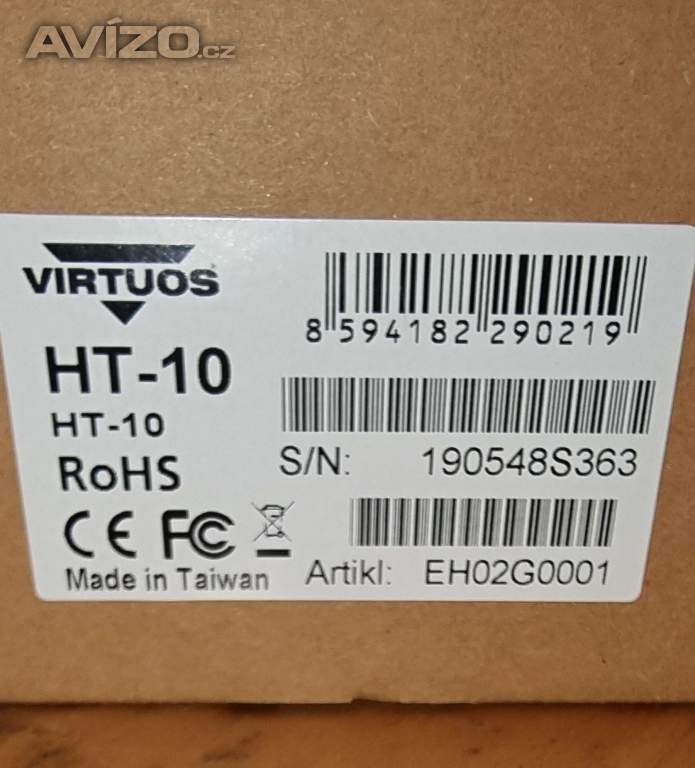 AVÍZO.cz
VIRTUOS
HT-10
HT-10
RoHS
CE FC
Made in Taiwan
8 594182 290219
S/N: 190548S363
Artikl: EH02G0001